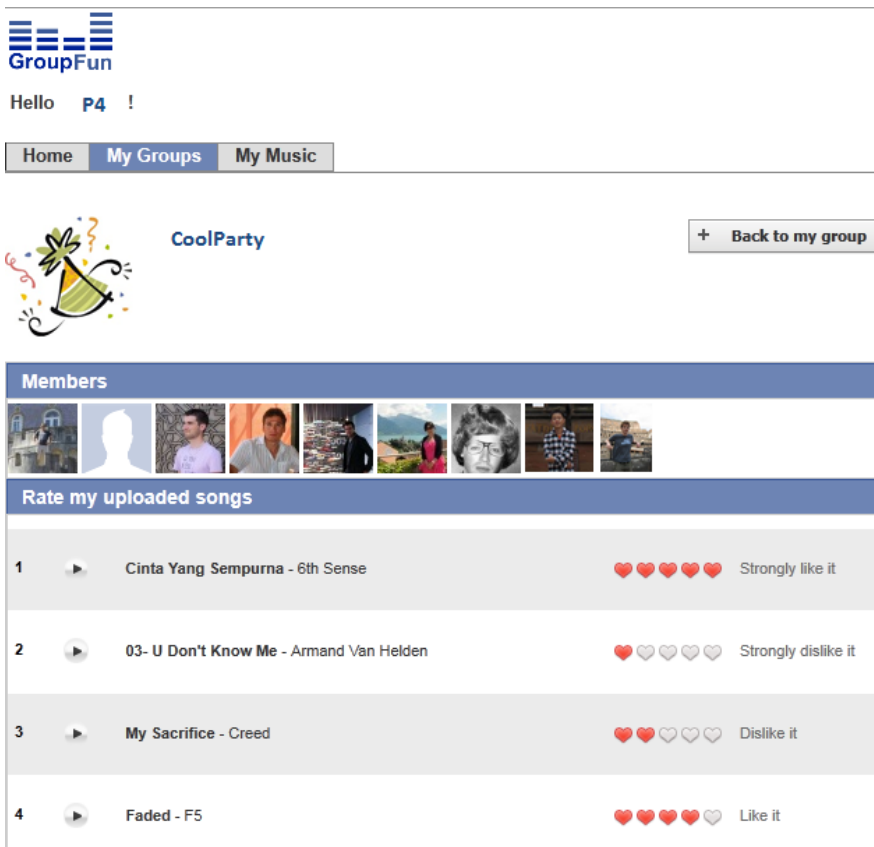 GroupFun
Hello P4 !
Home My Groups My Music
CoolParty
+ Back to my group
Members
Rate my uploaded songs
1 Cinta Yang Sempurna - 6th Sense Strongly like it
2 03- U Don't Know Me - Armand Van Helden Strongly dislike it
3 My Sacrifice - Creed Dislike it
4 Faded - F5 Like it